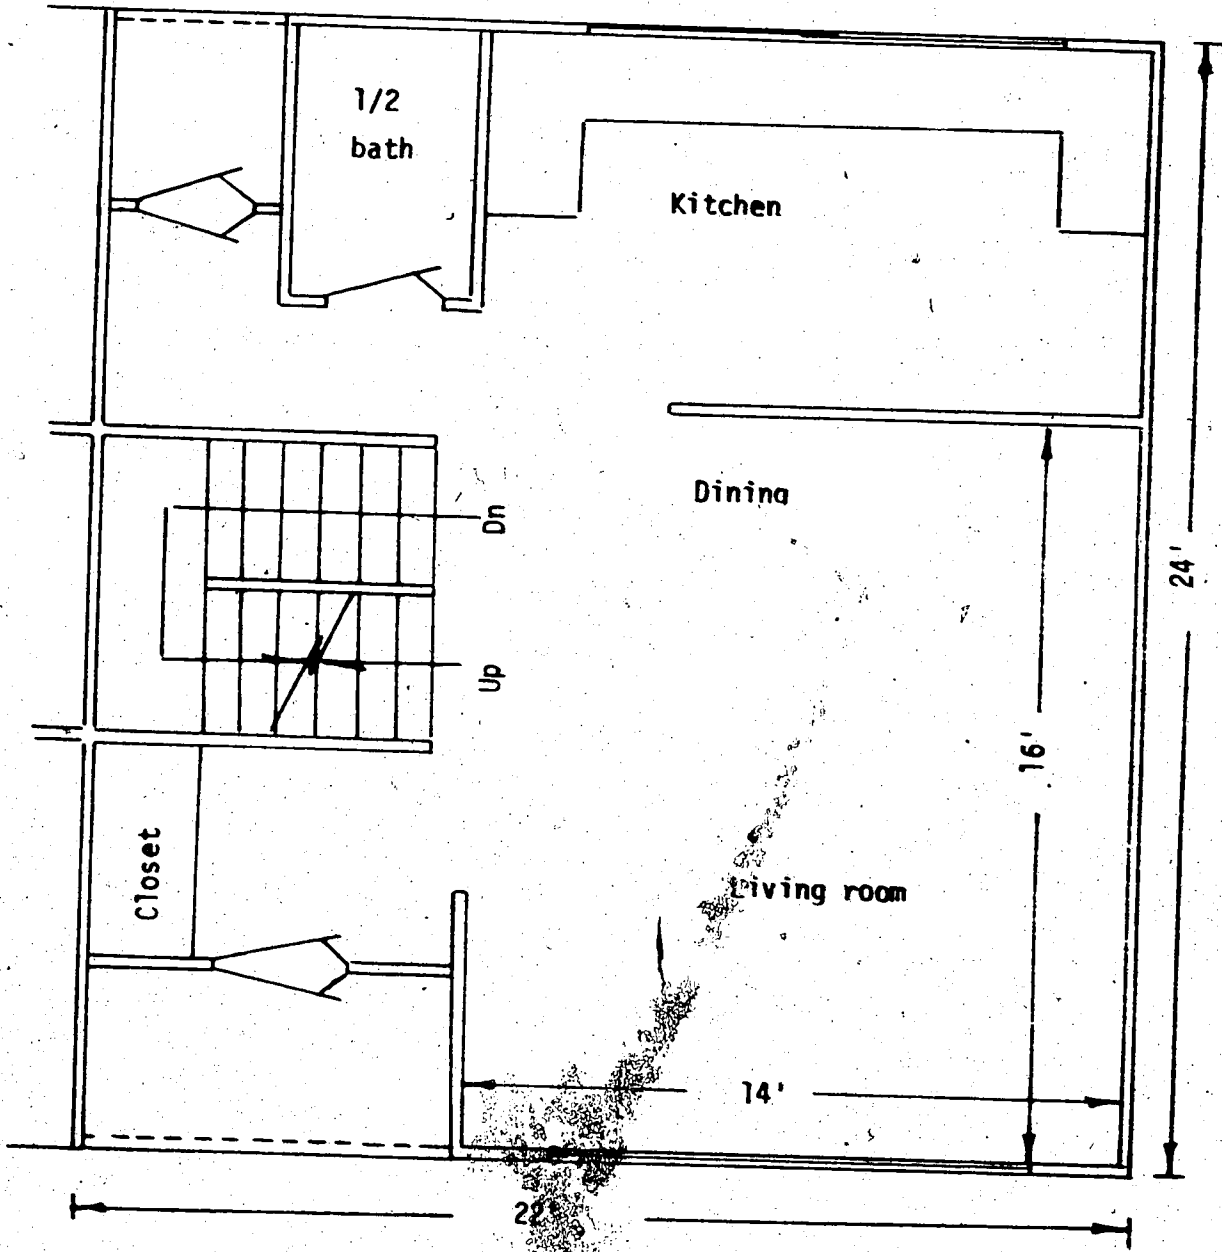 1/2
bath
Kitchen
Dining
Dn
24'
Up
16'
Closet
Living room
14'
22'